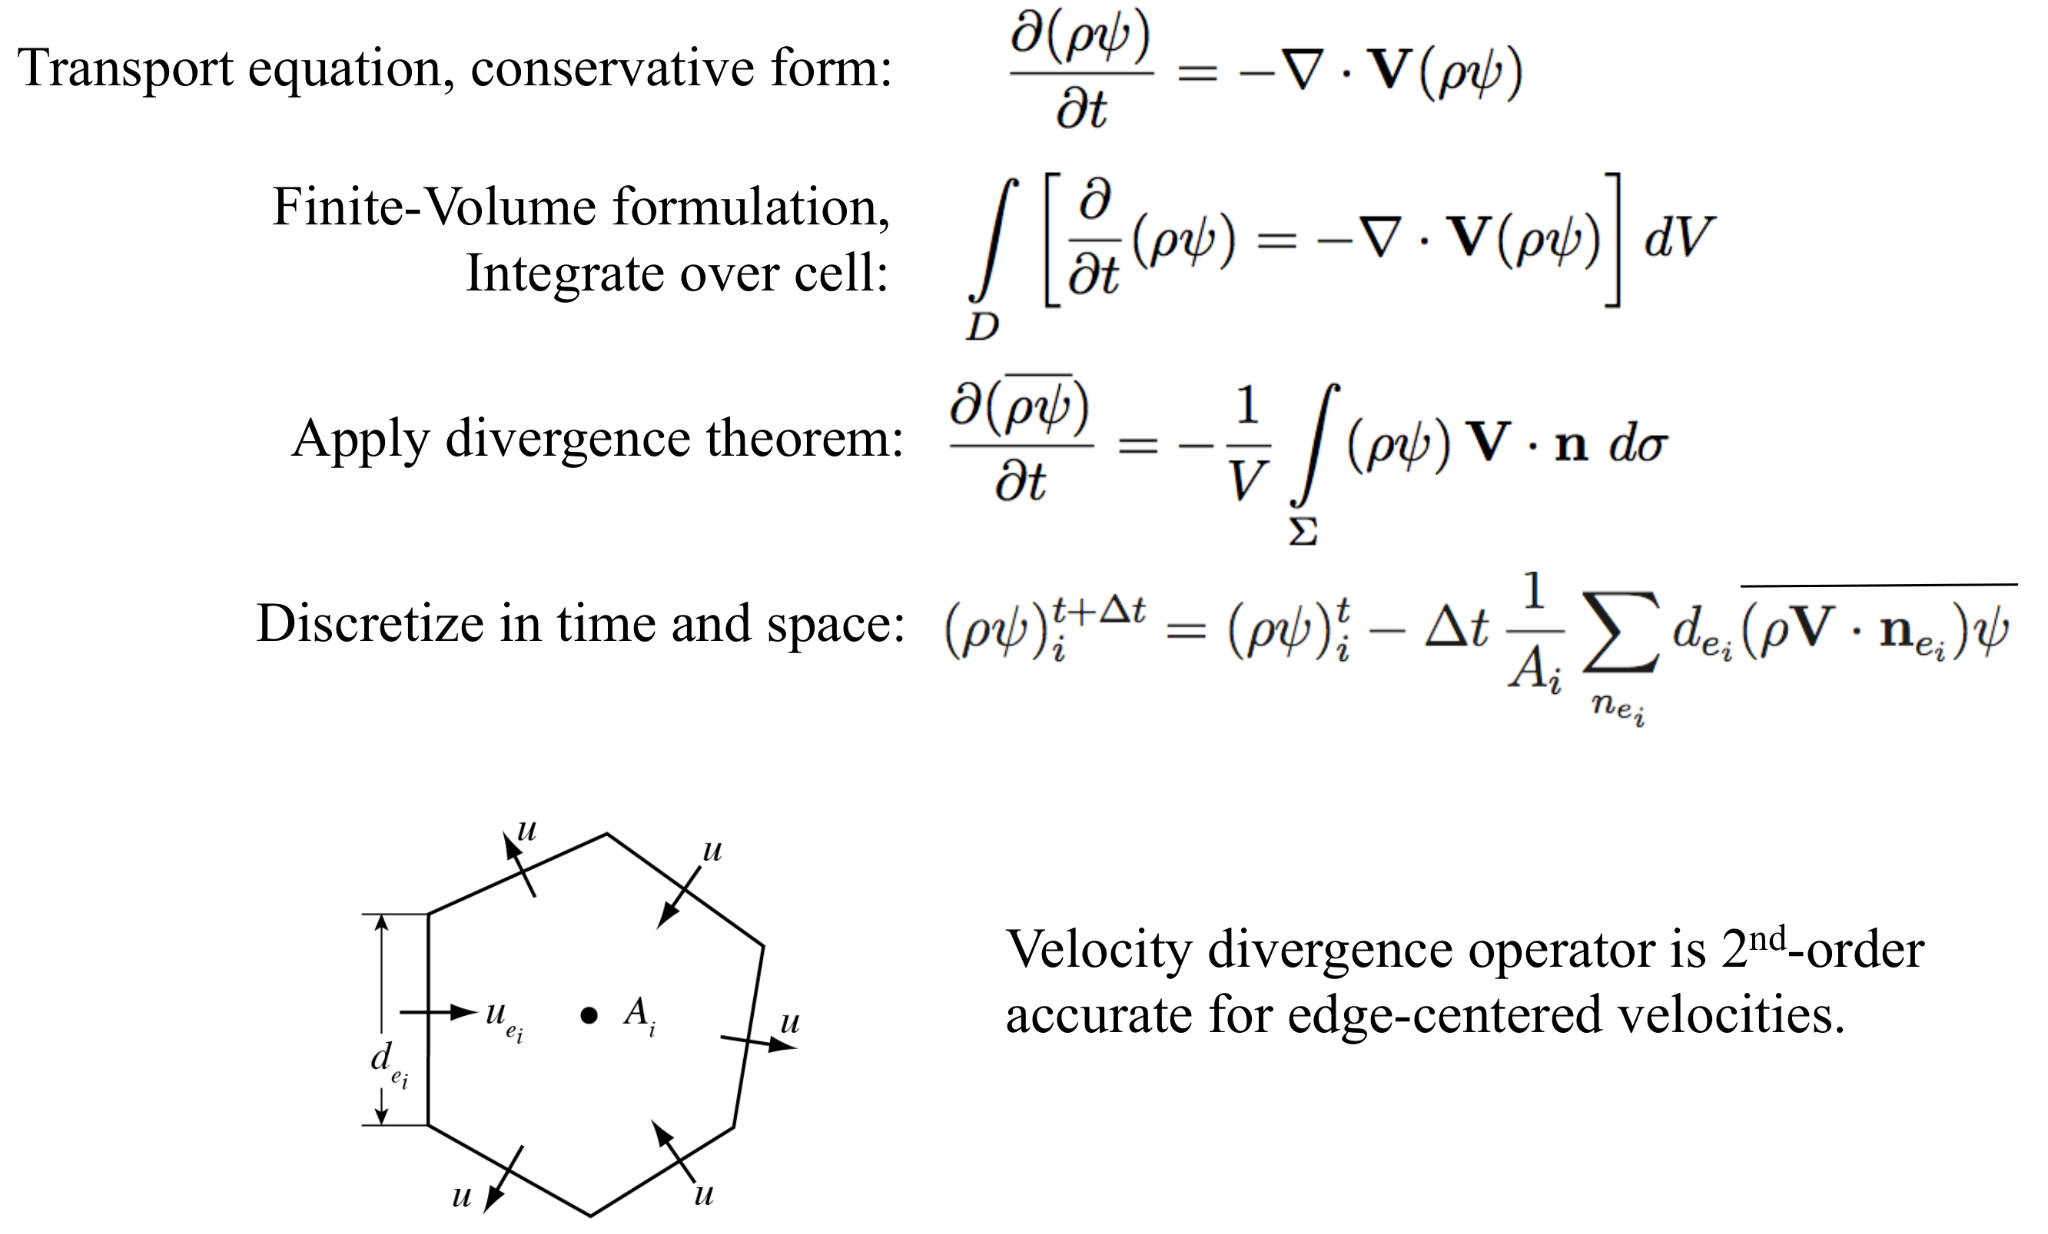 Transport equation, conservative form: ∂(ρψ)/∂t = −∇ · V(ρψ)
Finite-Volume formulation,
Integrate over cell: ∫_D [∂/∂t (ρψ) = −∇ · V(ρψ)] dV
Apply divergence theorem: ∂(\overline{ρψ})/∂t = −(1/V) ∫_Σ (ρψ) V · n dσ
Discretize in time and space: (ρψ)_i^{t+Δt} = (ρψ)_i^t − Δt (1/A_i) ∑_{n_{e_i}} d_{e_i} \overline{(ρV · n_{e_i})ψ}
u
u
u_{e_i}
A_i
u
d_{e_i}
u
u
Velocity divergence operator is 2nd-order
accurate for edge-centered velocities.